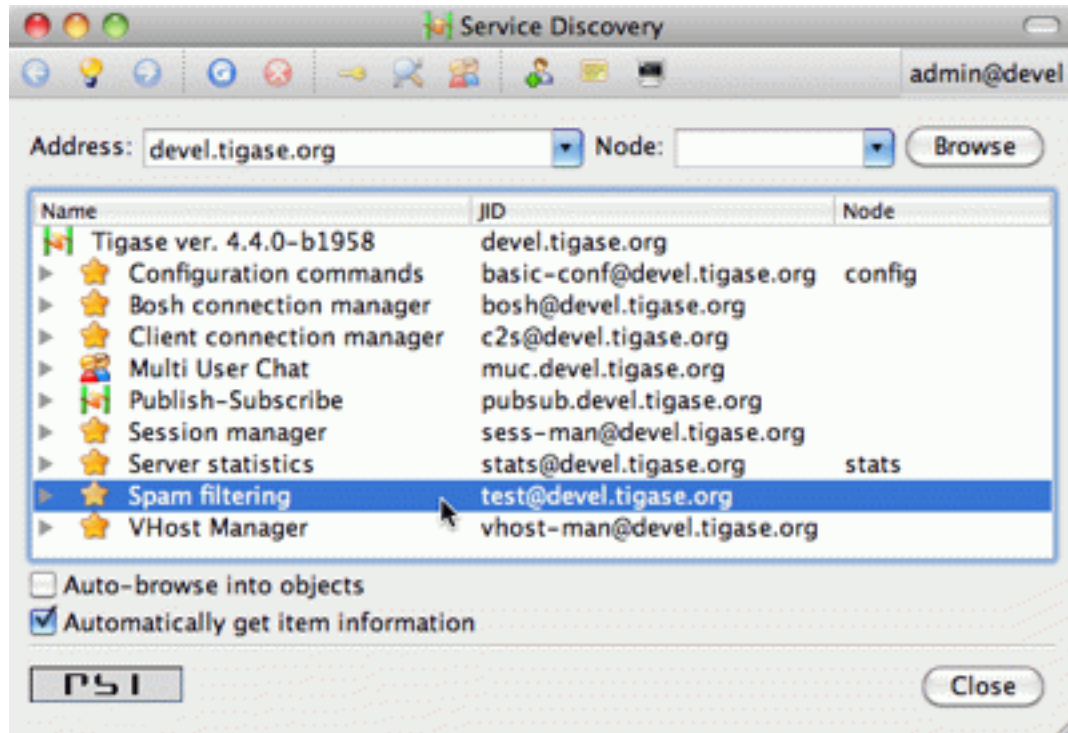 Service Discovery
admin@devel
Address: devel.tigase.org Node: Browse
Name JID Node
Tigase ver. 4.4.0-b1958 devel.tigase.org
Configuration commands basic-conf@devel.tigase.org config
Bosh connection manager bosh@devel.tigase.org
Client connection manager c2s@devel.tigase.org
Multi User Chat muc.devel.tigase.org
Publish-Subscribe pubsub.devel.tigase.org
Session manager sess-man@devel.tigase.org
Server statistics stats@devel.tigase.org stats
Spam filtering test@devel.tigase.org
VHost Manager vhost-man@devel.tigase.org
Auto-browse into objects
Automatically get item information
PSI Close